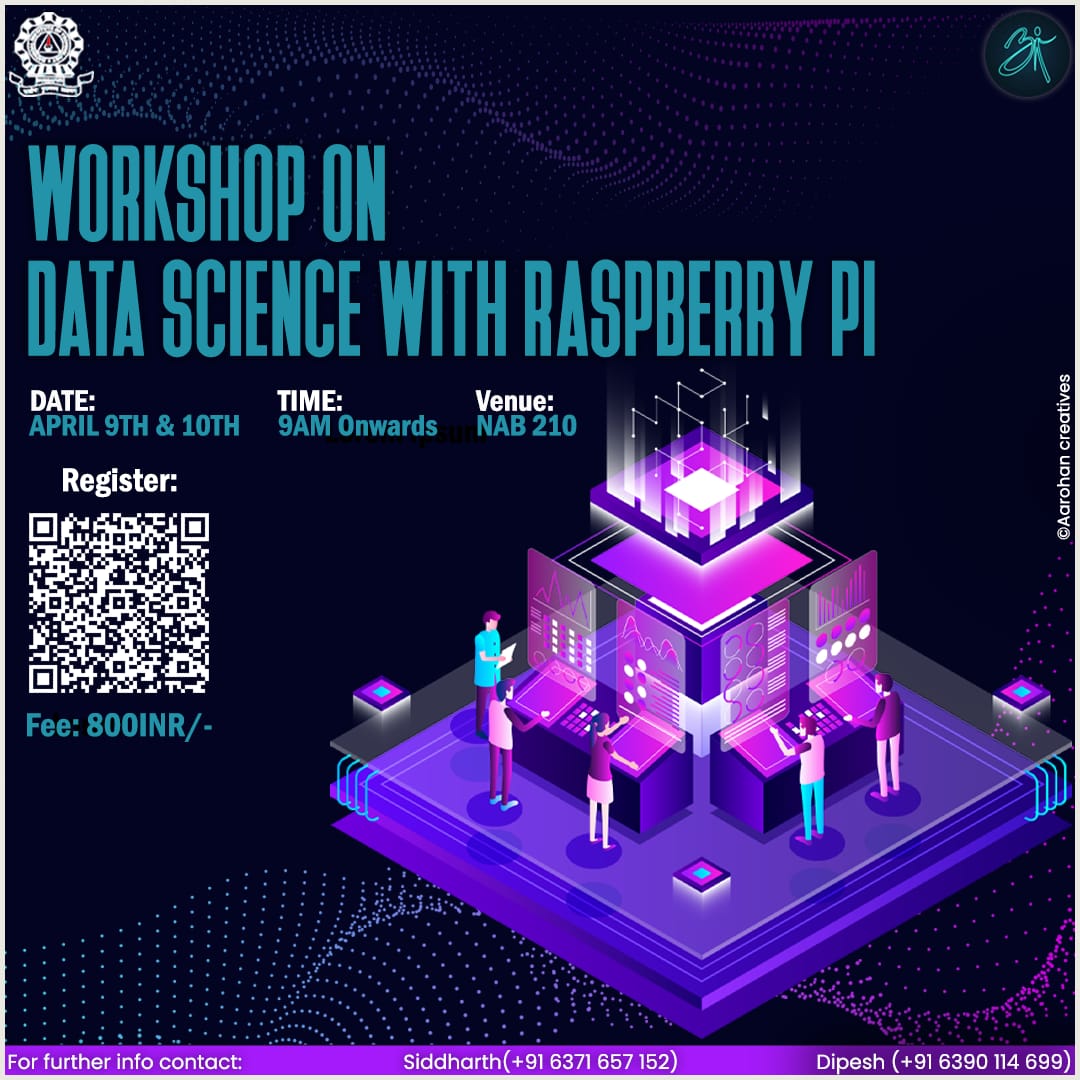 WORKSHOP ON
DATA SCIENCE WITH RASPBERRY PI
DATE:
APRIL 9TH & 10TH
TIME:
9AM Onwards
Venue:
NAB 210
Register:
Fee: 800INR/-
©Aarohan creatives
For further info contact:
Siddharth(+91 6371 657 152)
Dipesh (+91 6390 114 699)